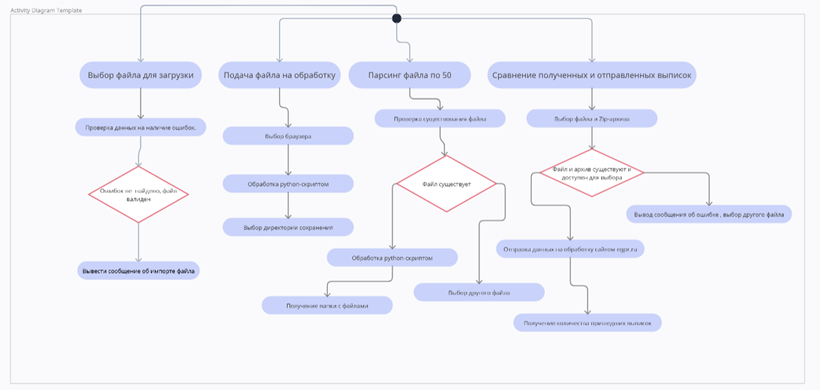 Activity Diagram Template
Выбор файла для загрузки
Подача файла на обработку
Парсинг файла по 50
Сравнение полученных и отправленных выписок
Проверка данных на наличие ошибок.
Выбор браузера
Проверка существования файла
Выбор файла и Zip-архива
Ошибок не найдено, файл
валиден
Обработка python-скриптом
Файл существует
Файл и архив существуют и
доступен для выбора
Выбор директории сохранения
Вывод сообщения об ошибке , выбор другого файла
Вывести сообщение об импорте файла
Обработка python-скриптом
Отправка данных на обработку сайтом
Получение папки с файлами
Выбор другого файла
Получение количества пришедших выписок